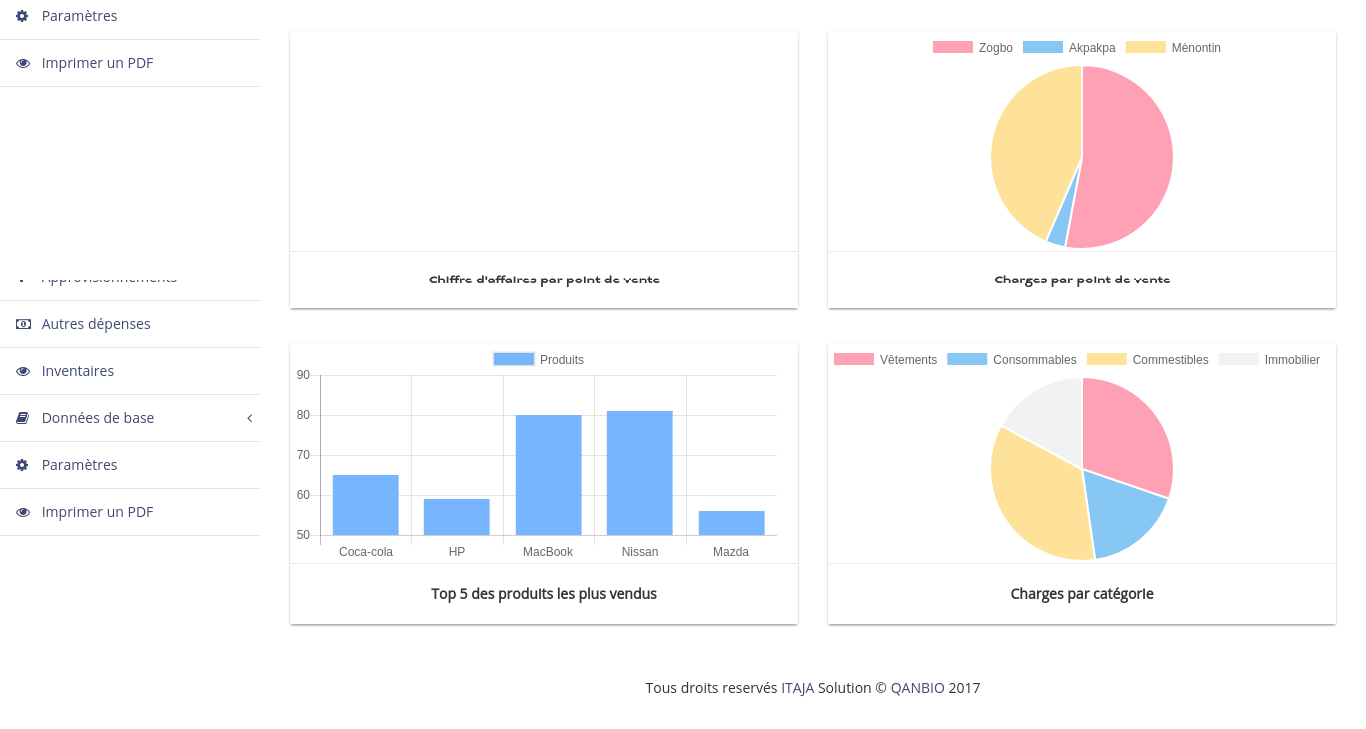 Paramètres
Imprimer un PDF
Approvisionnements
Autres dépenses
Inventaires
Données de base
Paramètres
Imprimer un PDF
Zogbo Akpakpa Mènontin
Chiffre d'affaires par point de vente
Charges par point de vente
Produits
90
80
70
60
50
Coca-cola HP MacBook Nissan Mazda
Top 5 des produits les plus vendus
Vêtements Consommables Commestibles Immobilier
Charges par catégorie
Tous droits reservés ITAJA Solution © QANBIO 2017